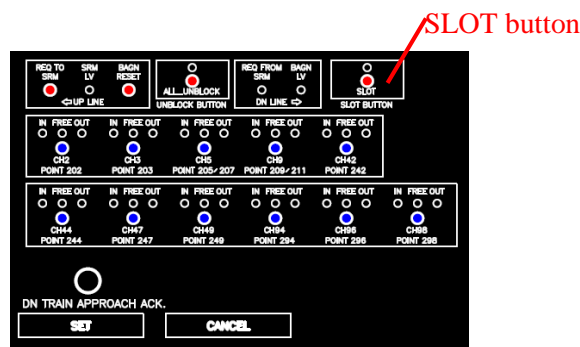 SLOT button
REQ TO SRM BAGN REQ FROM BAGN
SRM LV RESET SRM LV
ALL_UNBLOCK SLOT
⇦UP LINE UNBLOCK BUTTON DN LINE ⇨ SLOT BUTTON
IN FREE OUT IN FREE OUT IN FREE OUT IN FREE OUT IN FREE OUT
CH2 CH3 CH5 CH9 CH42
POINT 202 POINT 203 POINT 205/207 POINT 209/211 POINT 242
IN FREE OUT IN FREE OUT IN FREE OUT IN FREE OUT IN FREE OUT IN FREE OUT
CH44 CH47 CH49 CH94 CH96 CH98
POINT 244 POINT 247 POINT 249 POINT 294 POINT 296 POINT 298
DN TRAIN APPROACH ACK.
SET CANCEL